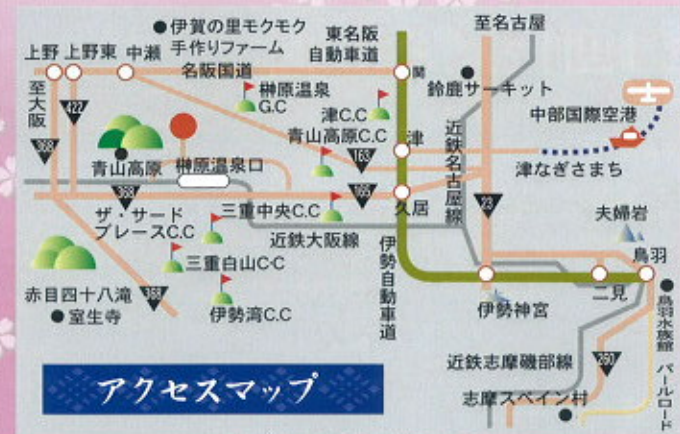 至名古屋
伊賀の里モクモク
手作りファーム
東名阪
自動車道
上野
上野東
中瀬
名阪国道
関
鈴鹿サーキット
至大阪
422
榊原温泉
G.C
津C.C
中部国際空港
368
青山高原C.C
津
163
近鉄名古屋線
津なぎさまち
青山高原
榊原温泉口
368
165
久居
23
ザ・サード
プレースC.C
三重中央C.C
夫婦岩
近鉄大阪線
伊勢自動車道
鳥羽
三重白山C・C
赤目四十八滝
368
室生寺
伊勢湾C.C
伊勢神宮
二見
鳥羽水族館
パールロード
近鉄志摩磯部線
260
志摩スペイン村
アクセスマップ